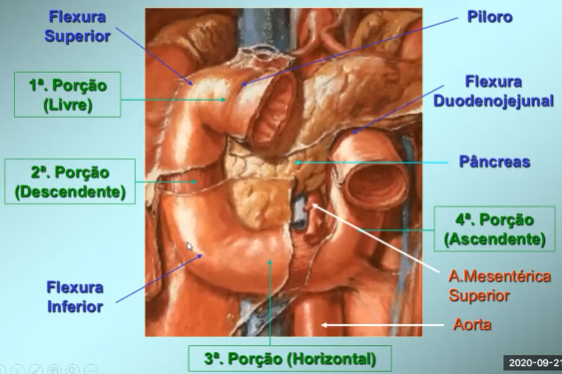 Flexura
Superior
Piloro
1ª. Porção
(Livre)
Flexura
Duodenojejunal
2ª. Porção
(Descendente)
Pâncreas
4ª. Porção
(Ascendente)
Flexura
Inferior
A.Mesentérica
Superior
Aorta
3ª. Porção (Horizontal)
2020-09-21